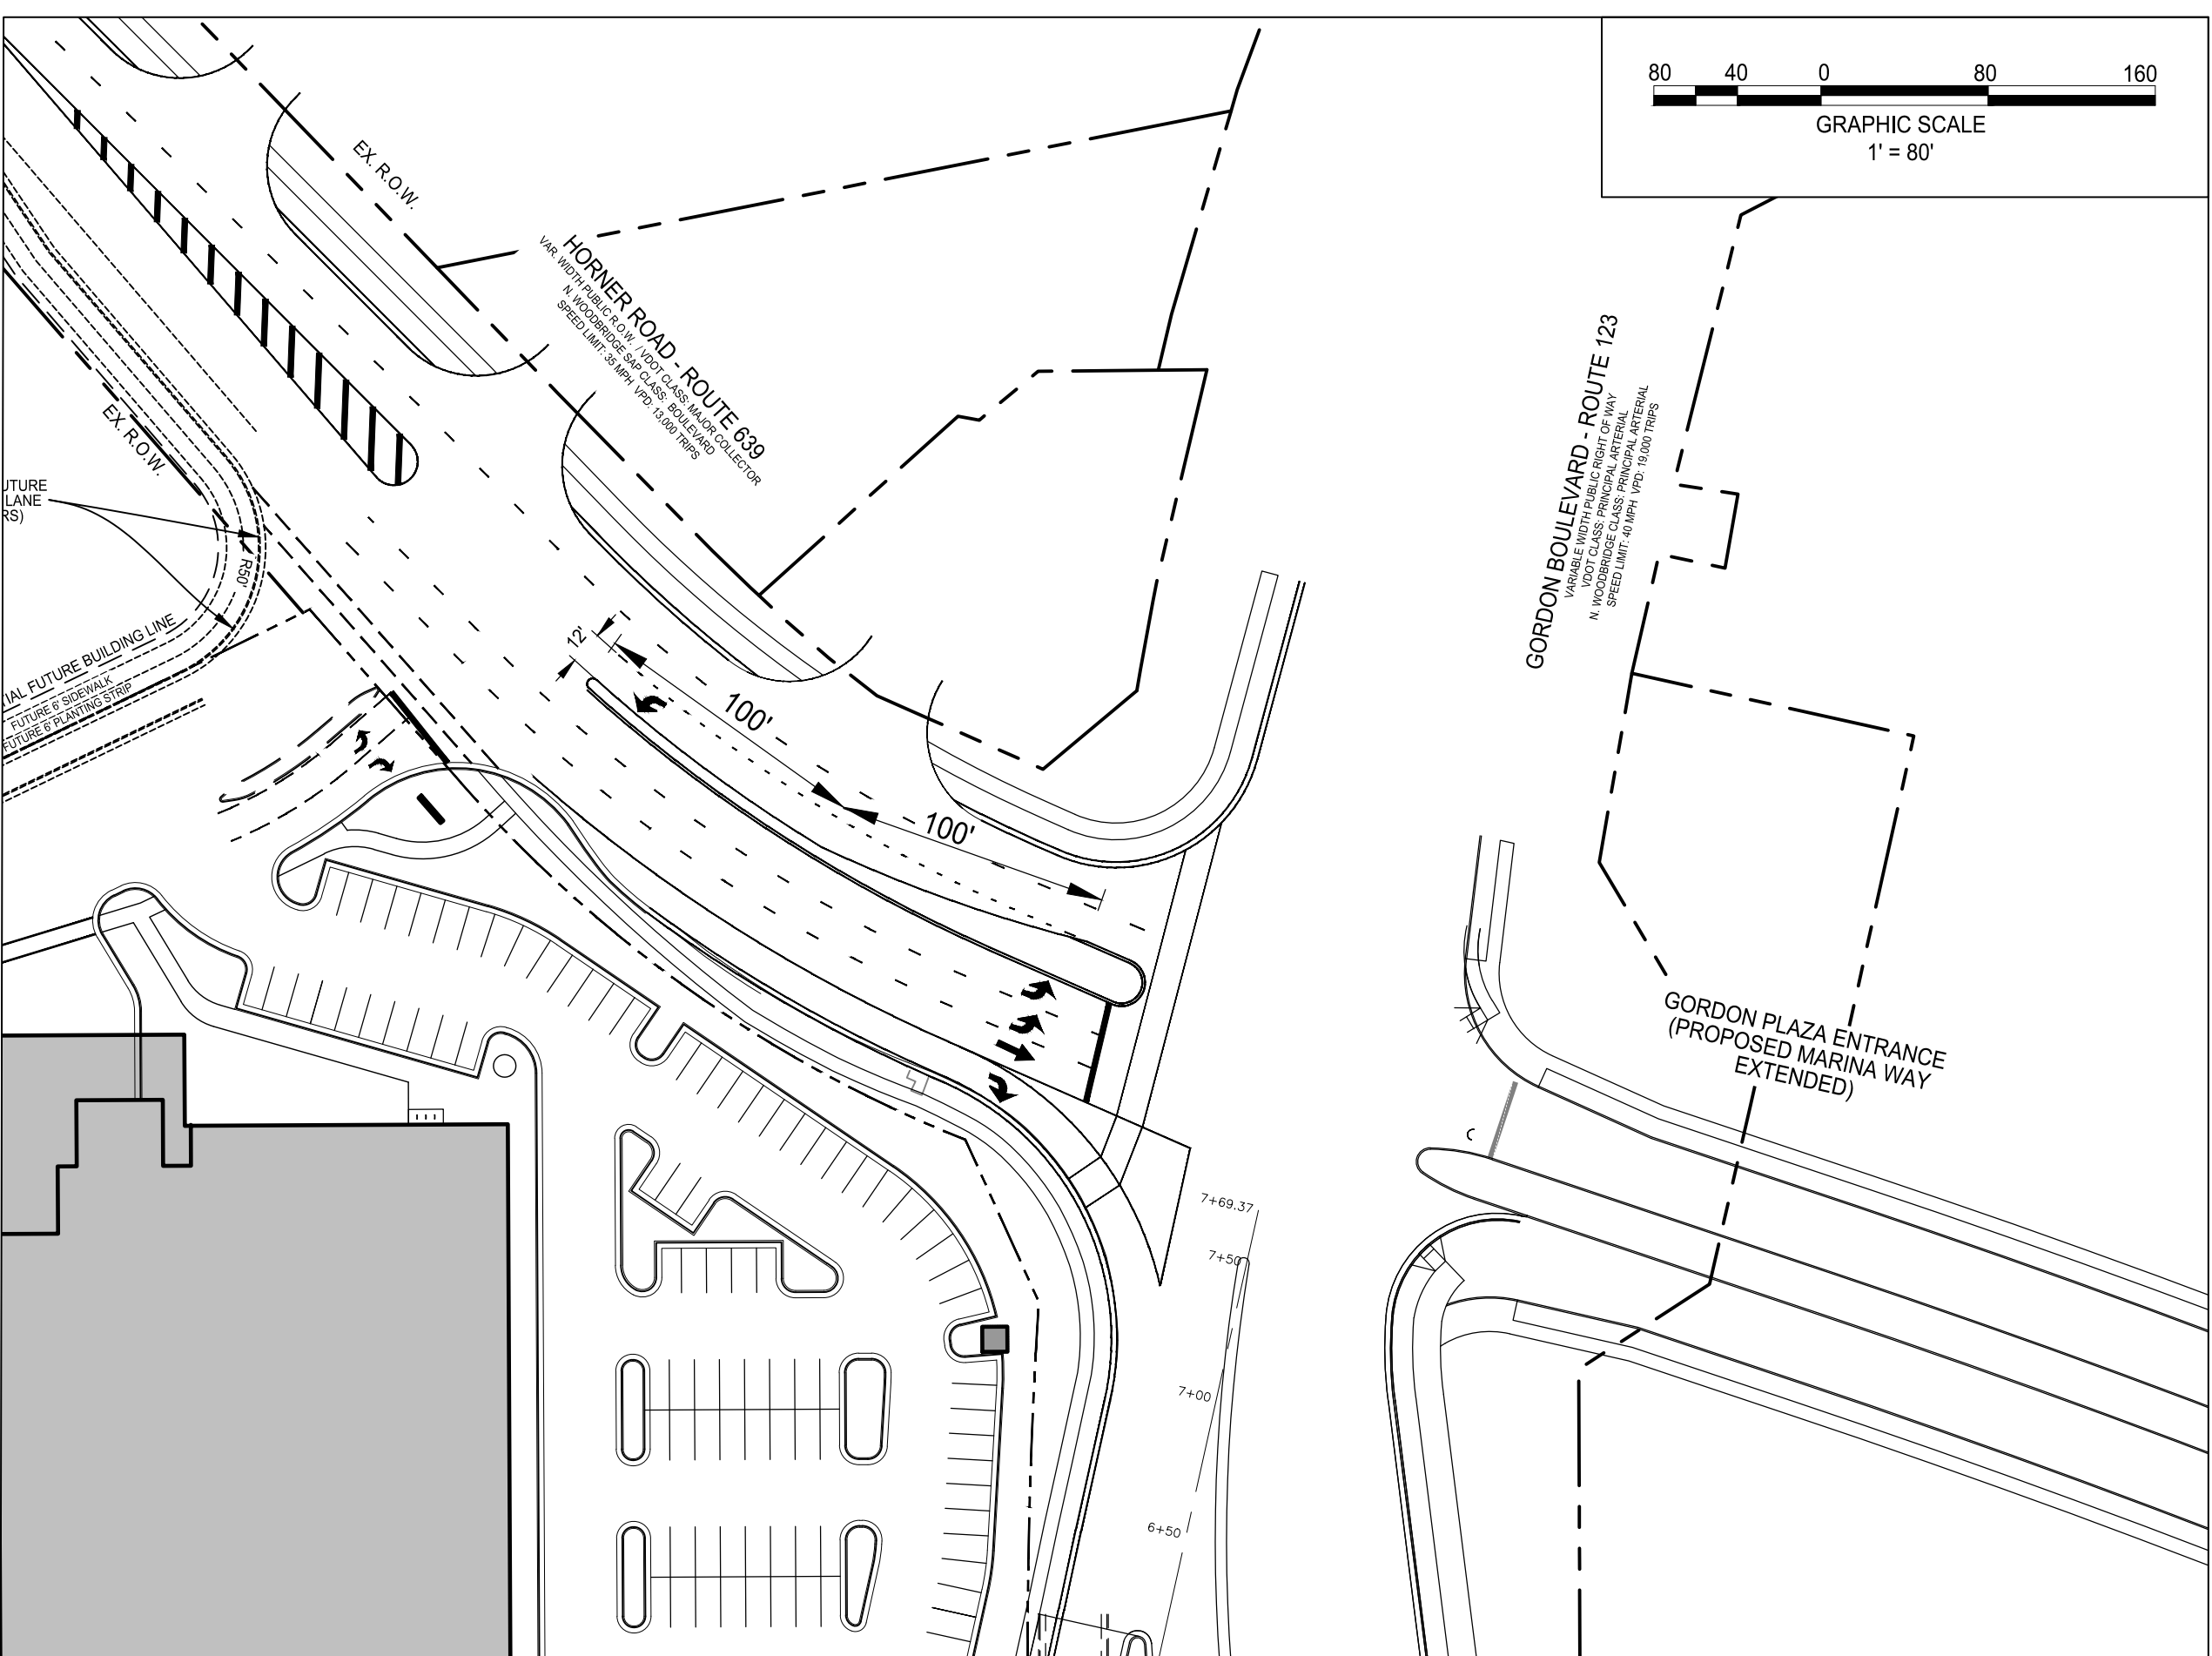 80 40 0 80 160
GRAPHIC SCALE
1' = 80'
EX. R.O.W.
HORNER ROAD - ROUTE 639
VAR. WIDTH PUBLIC R.O.W. / VDOT CLASS: MAJOR COLLECTOR
N. WOODBRIDGE SAP CLASS: BOULEVARD
SPEED LIMIT: 35 MPH VPD: 13,000 TRIPS
GORDON BOULEVARD - ROUTE 123
VARIABLE WIDTH PUBLIC RIGHT OF WAY
VDOT CLASS: PRINCIPAL ARTERIAL
N. WOODBRIDGE CLASS: PRINCIPAL ARTERIAL
SPEED LIMIT: 40 MPH VPD: 19,000 TRIPS
EX. R.O.W.
UTURE
LANE
RS)
R50'
TIAL FUTURE BUILDING LINE
FUTURE 6' SIDEWALK
FUTURE 6' PLANTING STRIP
12'
100'
100'
GORDON PLAZA ENTRANCE
(PROPOSED MARINA WAY
EXTENDED)
7+69.37
7+50
7+00
6+50